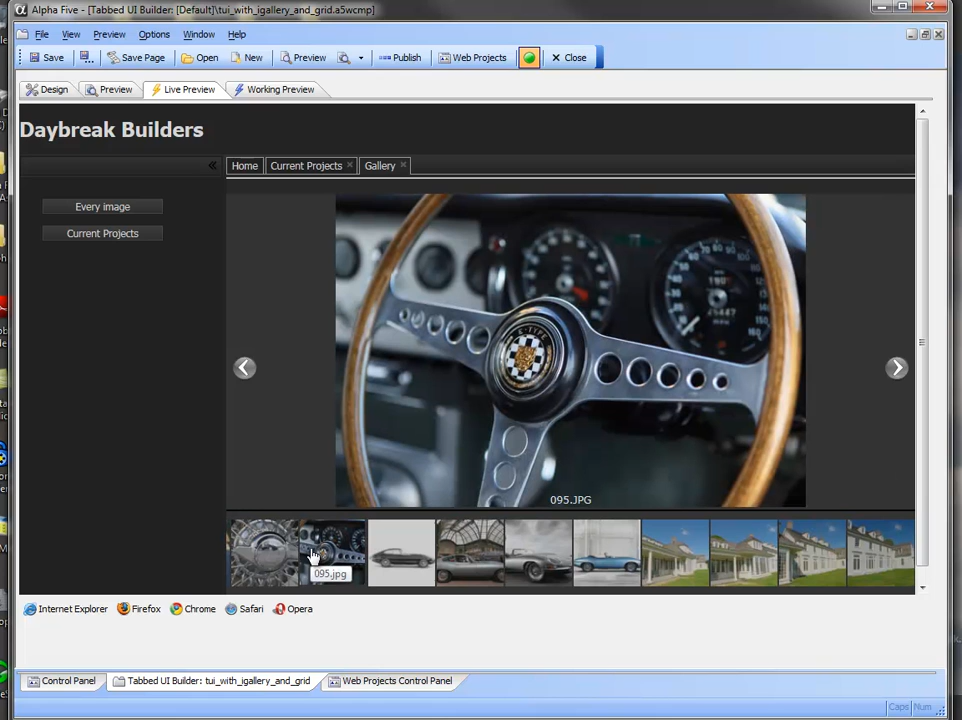 Alpha Five - [Tabbed UI Builder: [Default]\tui_with_igallery_and_grid.a5wcmp]
File View Preview Options Window Help
Save Save Page Open New Preview Publish Web Projects Close
Design Preview Live Preview Working Preview
Daybreak Builders
« Home Current Projects × Gallery ×
Every image
Current Projects
E-TYPE
095.JPG
095.jpg
Internet Explorer Firefox Chrome Safari Opera
Control Panel Tabbed UI Builder: tui_with_igallery_and_grid Web Projects Control Panel
Caps Num